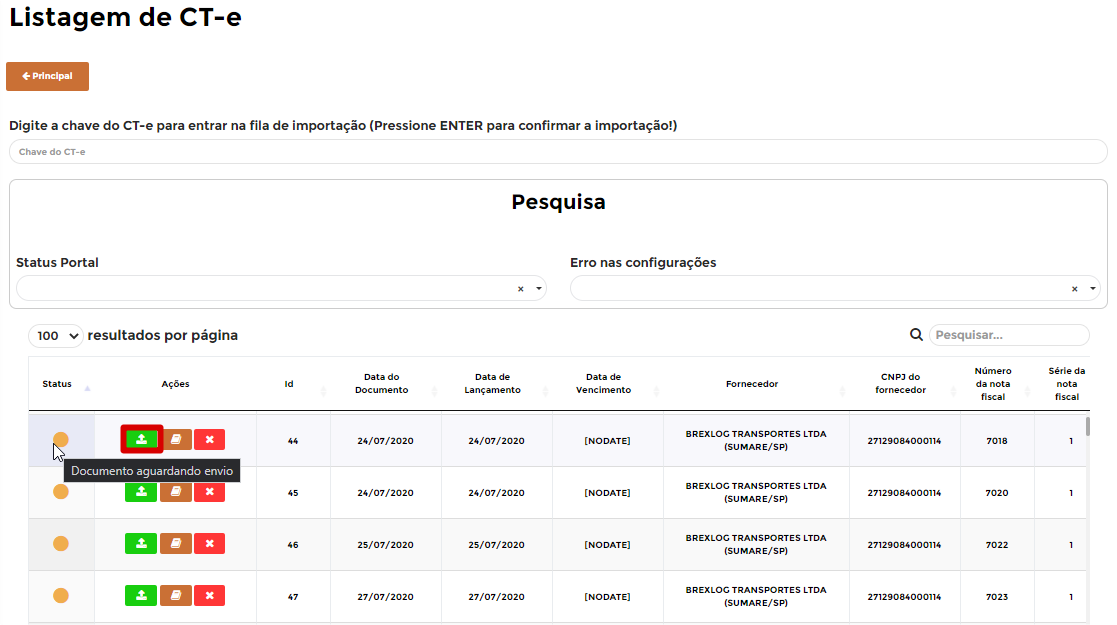 Listagem de CT-e
Principal
Digite a chave do CT-e para entrar na fila de importação (Pressione ENTER para confirmar a importação!)
Chave do CT-e
Pesquisa
Status Portal
Erro nas configurações
×
×
100 resultados por página
Pesquisar...
Status
Ações
Id
Data do
Documento
Data de
Lançamento
Data de
Vencimento
Fornecedor
CNPJ do
fornecedor
Número
da nota
fiscal
Série da
nota
fiscal
44
24/07/2020
24/07/2020
[NODATE]
BREXLOG TRANSPORTES LTDA
(SUMARE/SP)
27129084000114
7018
1
Documento aguardando envio
45
24/07/2020
24/07/2020
[NODATE]
BREXLOG TRANSPORTES LTDA
(SUMARE/SP)
27129084000114
7020
1
46
25/07/2020
25/07/2020
[NODATE]
BREXLOG TRANSPORTES LTDA
(SUMARE/SP)
27129084000114
7022
1
47
27/07/2020
27/07/2020
[NODATE]
BREXLOG TRANSPORTES LTDA
(SUMARE/SP)
27129084000114
7023
1